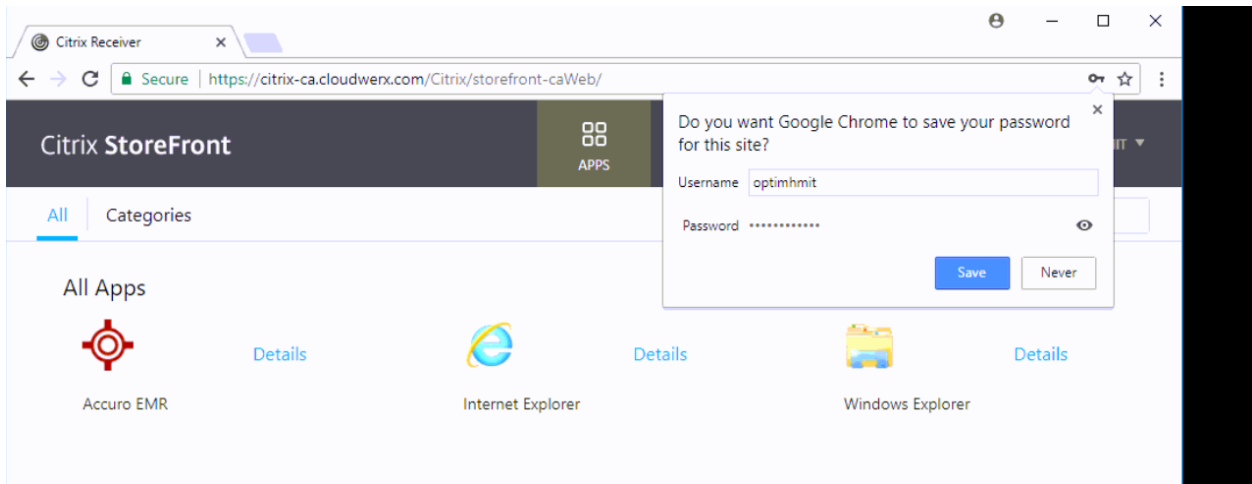 Citrix Receiver
Secure | https://citrix-ca.cloudwerx.com/Citrix/storefront-caWeb/
Citrix StoreFront
APPS
IT
Do you want Google Chrome to save your password
for this site?
Username optimhmit
Password ••••••••••••
Save Never
All Categories
All Apps
Details Details Details
Accuro EMR Internet Explorer Windows Explorer